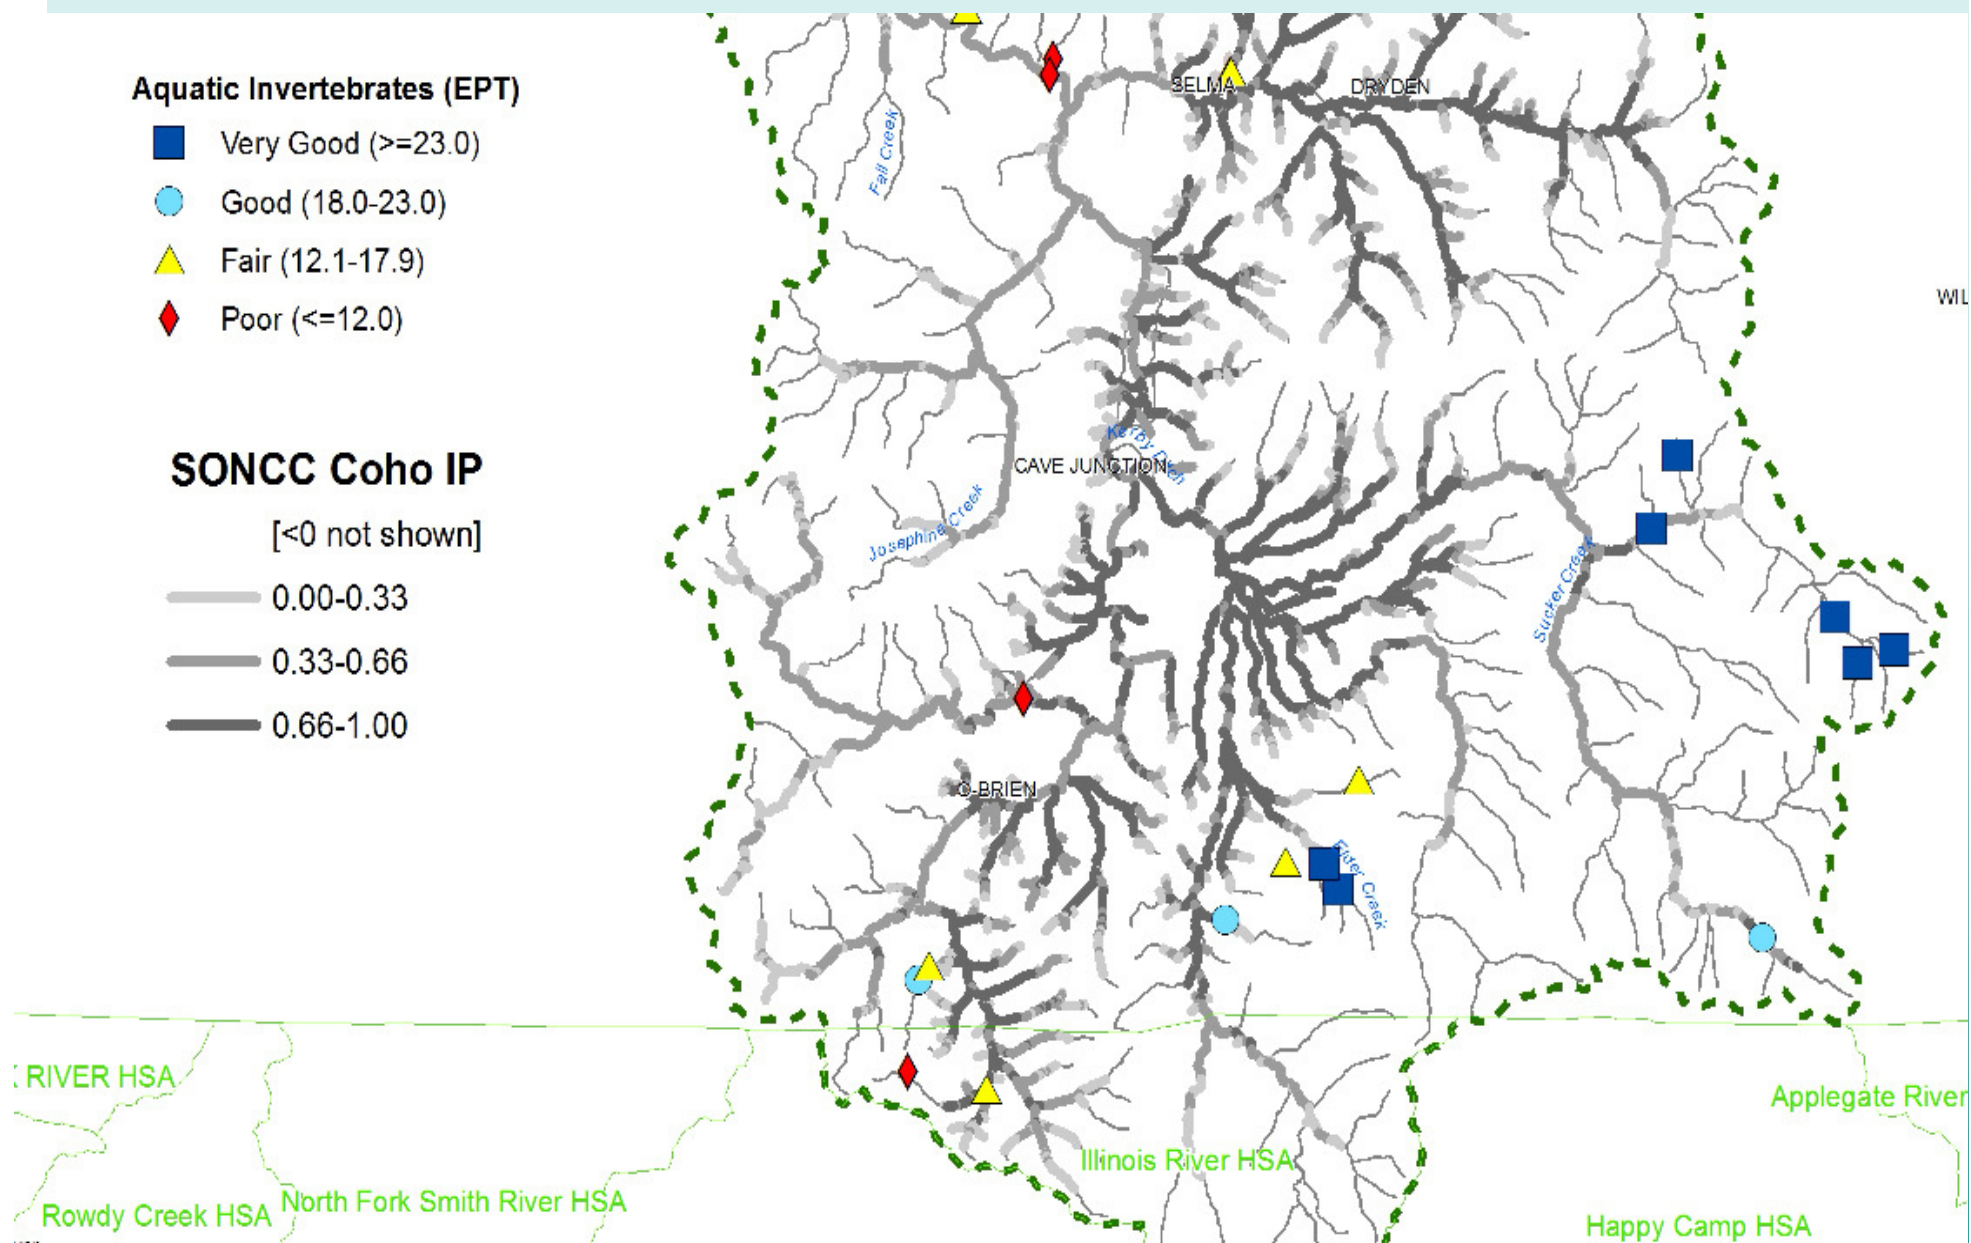 Aquatic Invertebrates (EPT)
Very Good (>=23.0)
Good (18.0-23.0)
Fair (12.1-17.9)
Poor (<=12.0)
SONCC Coho IP
[<0 not shown]
0.00-0.33
0.33-0.66
0.66-1.00
SELMA
DRYDEN
Fall Creek
WIL
Kerby Ditch
CAVE JUNCTION
Josephine Creek
Sucker Creek
O-BRIEN
Elder Creek
RIVER HSA
Applegate River
Illinois River HSA
North Fork Smith River HSA
Rowdy Creek HSA
Happy Camp HSA